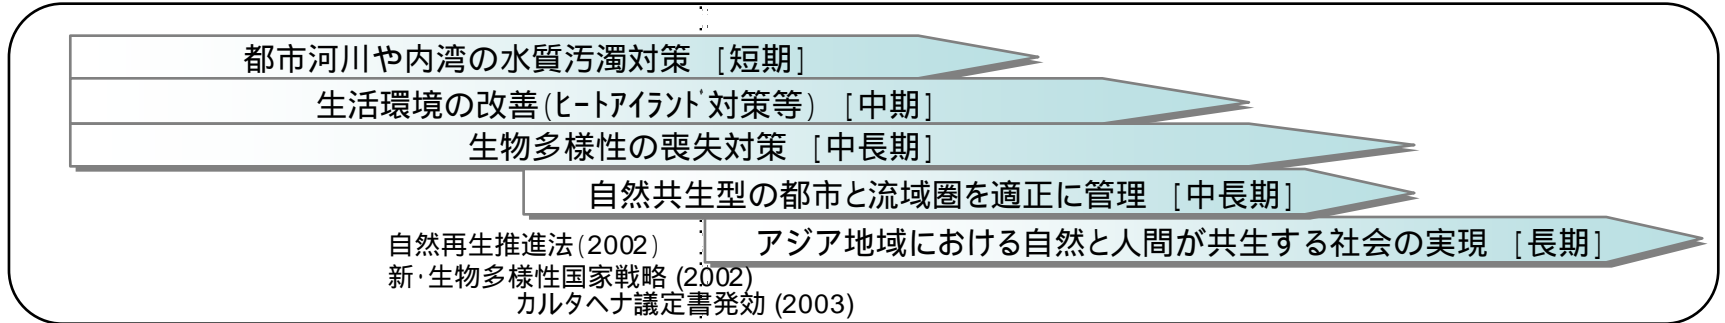 都市河川や内湾の水質汚濁対策 [短期]
生活環境の改善(ﾋｰﾄｱｲﾗﾝﾄﾞ対策等) [中期]
生物多様性の喪失対策 [中長期]
自然共生型の都市と流域圏を適正に管理 [中長期]
アジア地域における自然と人間が共生する社会の実現 [長期]
自然再生推進法(2002)
新･生物多様性国家戦略 (2002)
カルタヘナ議定書発効 (2003)